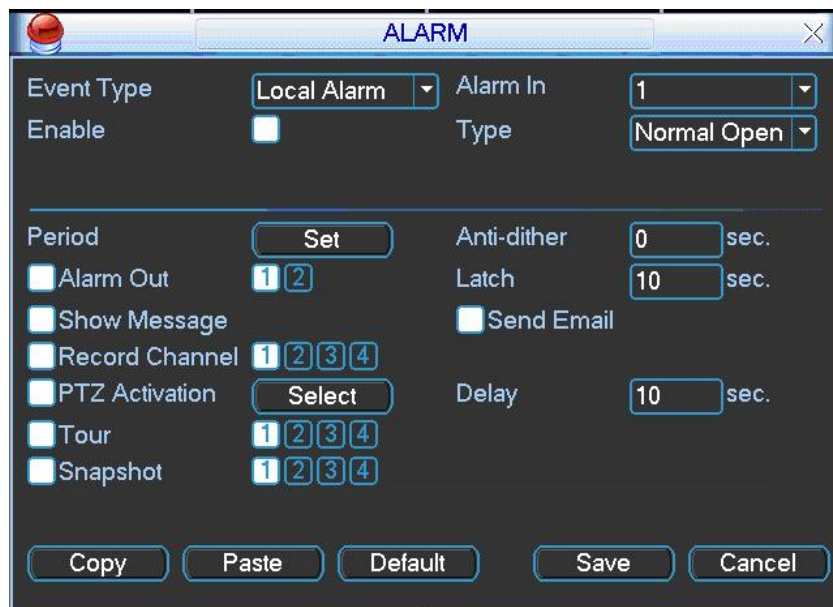 ALARM
Event Type Local Alarm Alarm In 1
Enable Type Normal Open
Period Set Anti-dither 0 sec.
Alarm Out 1 2 Latch 10 sec.
Show Message Send Email
Record Channel 1 2 3 4
PTZ Activation Select Delay 10 sec.
Tour 1 2 3 4
Snapshot 1 2 3 4
Copy Paste Default Save Cancel